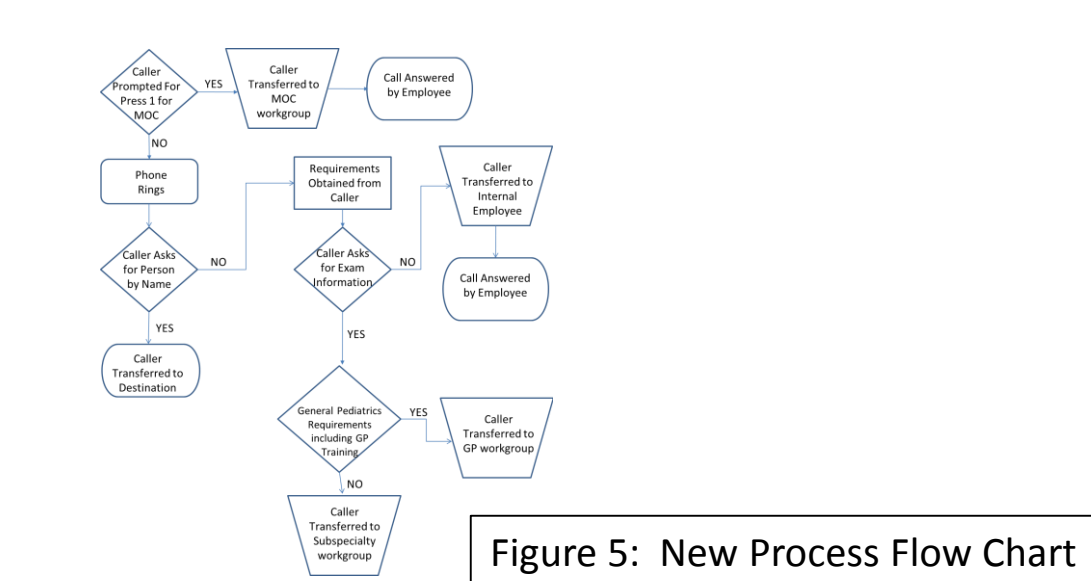 Caller
Prompted For
Press 1 for
MOC
YES
Caller
Transferred to
MOC
workgroup
Call Answered
by Employee
NO
Phone
Rings
Requirements
Obtained from
Caller
Caller
Transferred to
Internal
Employee
Caller Asks
for Person
by Name
NO
Caller Asks
for Exam
Information
NO
Call Answered
by Employee
YES
Caller
Transferred to
Destination
YES
General Pediatrics
Requirements
including GP
Training
YES
Caller
Transferred to
GP workgroup
NO
Caller
Transferred to
Subspecialty
workgroup
Figure 5: New Process Flow Chart